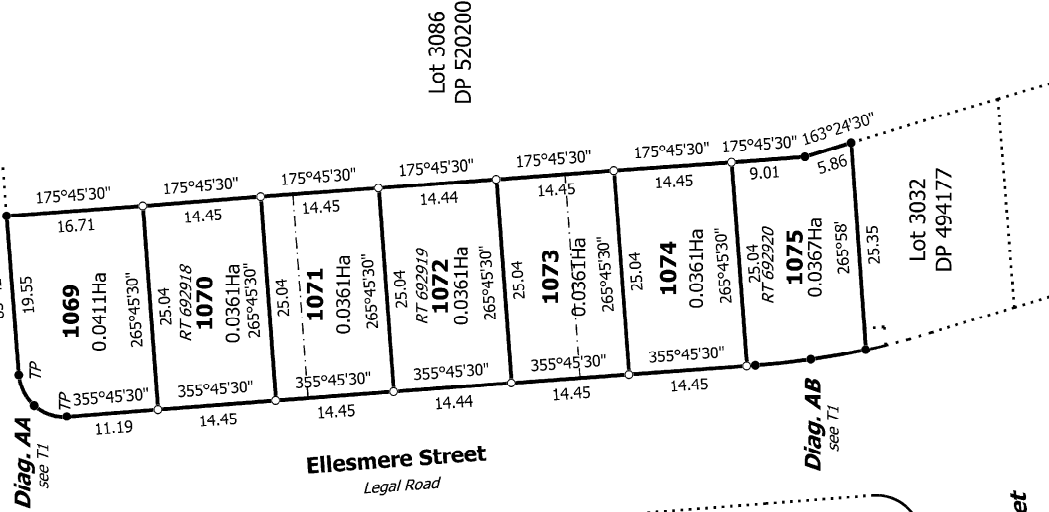 Lot 3086
DP 520200
175°45'30"
175°45'30"
175°45'30"
175°45'30"
175°45'30"
175°45'30"
175°45'30"
163°24'30"
16.71
14.45
14.45
14.44
14.45
14.45
9.01
5.86
19.55
1069
0.0411Ha
265°45'30"
25.04
RT 692918
1070
0.0361Ha
265°45'30"
25.04
1071
0.0361Ha
265°45'30"
25.04
RT 692919
1072
0.0361Ha
265°45'30"
25.04
1073
0.0361Ha
25.04
1074
0.0361Ha
265°45'30"
25.04
RT 692920
1075
0.0367Ha
265°58'
25.35
Lot 3032
DP 494177
TP
TP
355°45'30"
355°45'30"
355°45'30"
355°45'30"
355°45'30"
355°45'30"
11.19
14.45
14.45
14.44
14.45
14.45
Diag. AA
see T1
Diag. AB
see T1
Ellesmere Street
Legal Road
et